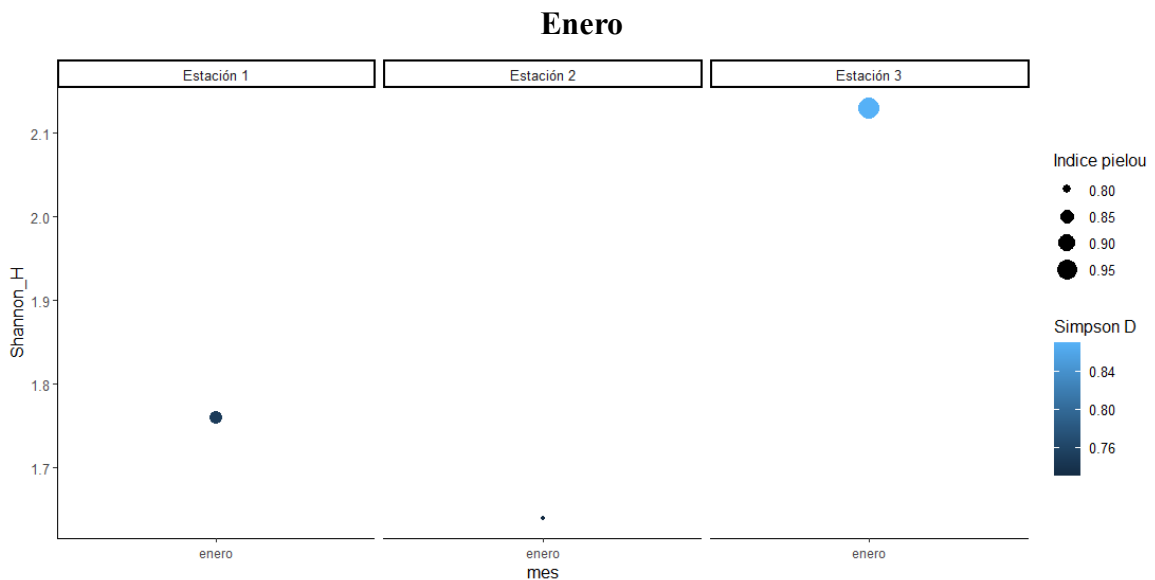 Enero
Estación 1
Estación 2
Estación 3
Shannon_H
2.1
2.0
1.9
1.8
1.7
enero
enero
enero
mes
Indice pielou
0.80
0.85
0.90
0.95
Simpson D
0.84
0.80
0.76